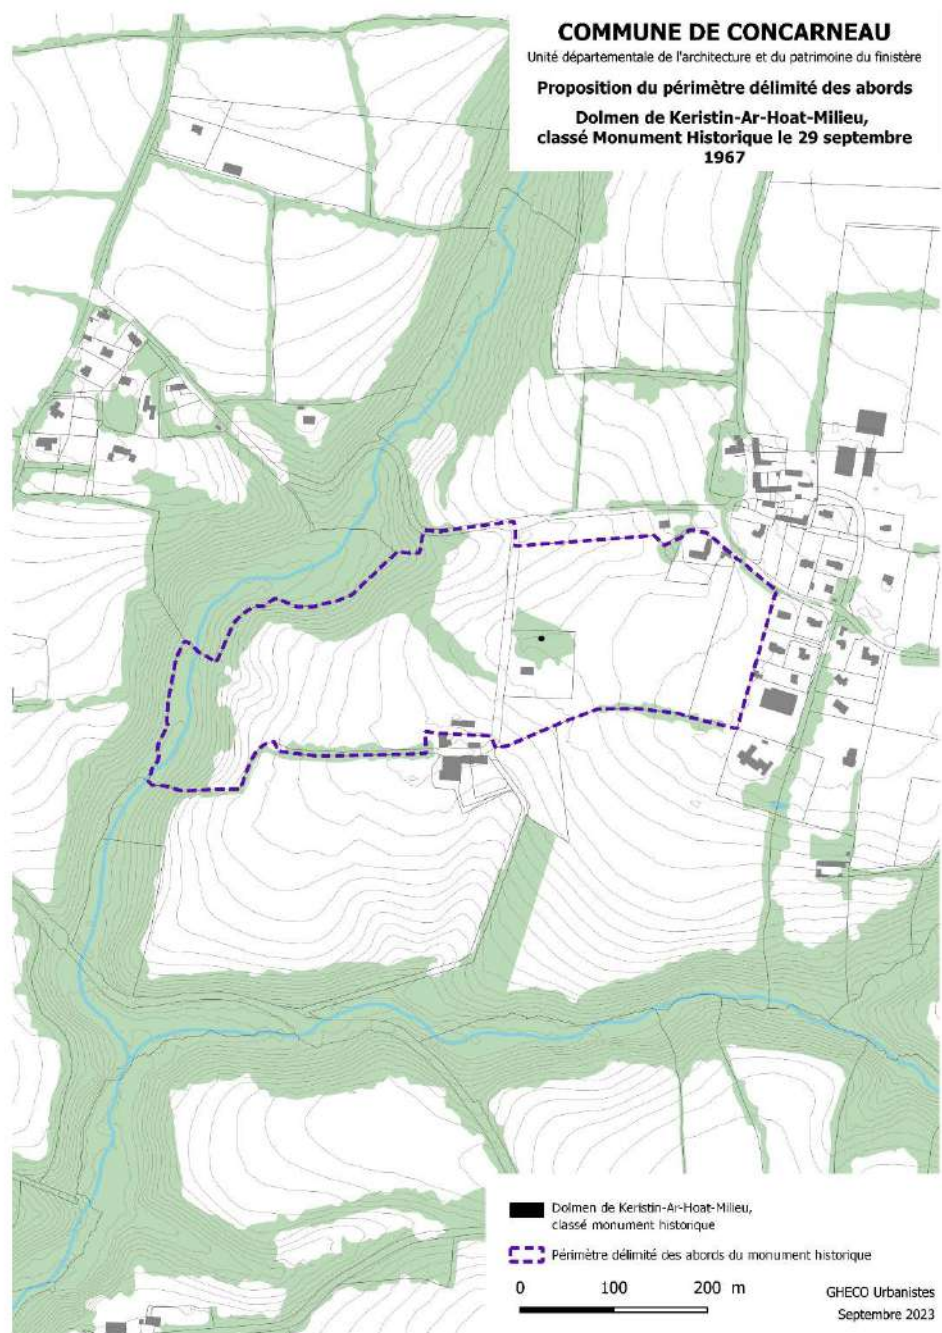 COMMUNE DE CONCARNEAU
Unité départementale de l'architecture et du patrimoine du finistère
Proposition du périmètre délimité des abords
Dolmen de Keristin-Ar-Hoat-Milieu,
classé Monument Historique le 29 septembre
1967
Dolmen de Keristin-Ar-Hoat-Milieu,
classé monument historique
Périmètre délimité des abords du monument historique
0 100 200 m
GHECO Urbanistes
Septembre 2023